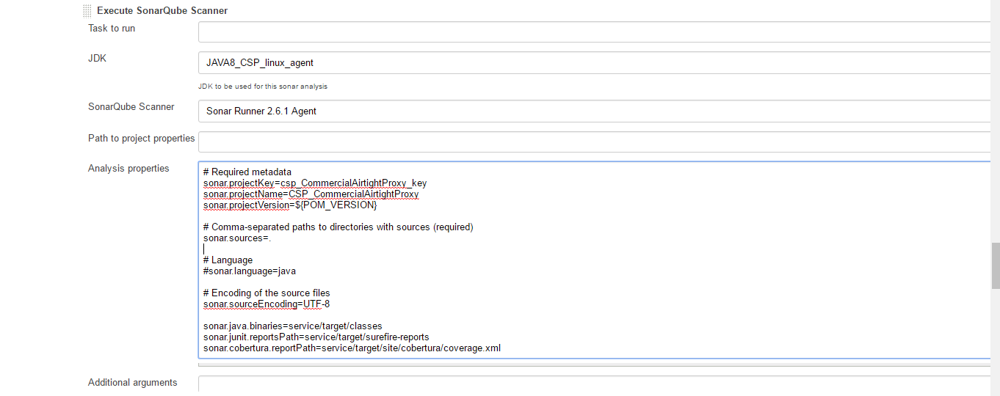 Execute SonarQube Scanner
Task to run
JDK
JAVA8_CSP_linux_agent
JDK to be used for this sonar analysis
SonarQube Scanner
Sonar Runner 2.6.1 Agent
Path to project properties
Analysis properties
# Required metadata
sonar.projectKey=csp_CommercialAirtightProxy_key
sonar.projectName=CSP_CommercialAirtightProxy
sonar.projectVersion=${POM_VERSION}
# Comma-separated paths to directories with sources (required)
sonar.sources=.
# Language
#sonar.language=java
# Encoding of the source files
sonar.sourceEncoding=UTF-8
sonar.java.binaries=service/target/classes
sonar.junit.reportsPath=service/target/surefire-reports
sonar.cobertura.reportPath=service/target/site/cobertura/coverage.xml
Additional arguments